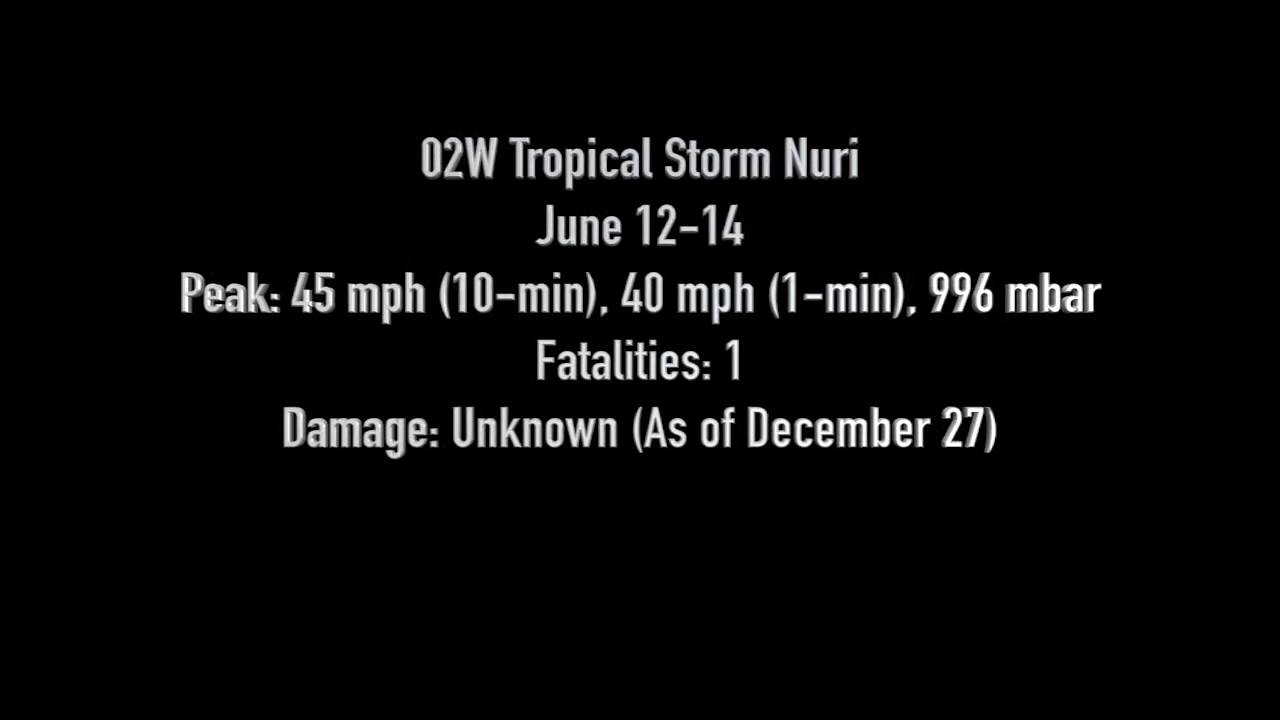 02W Tropical Storm Nuri
June 12-14
Peak: 45 mph (10-min), 40 mph (1-min), 996 mbar
Fatalities: 1
Damage: Unknown (As of December 27)